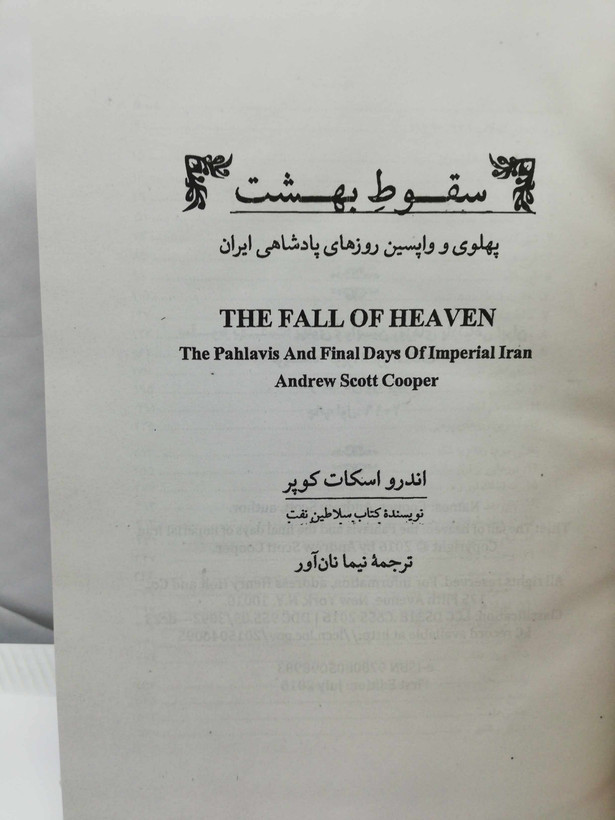 سقوطِ بهشت
پهلوی و واپسین روزهای پادشاهی ایران
THE FALL OF HEAVEN
The Pahlavis And Final Days Of Imperial Iran
Andrew Scott Cooper
اندرو اسکات کوپر
نویسندهٔ کتاب سلاطین نفت
ترجمهٔ نیما نان‌آور